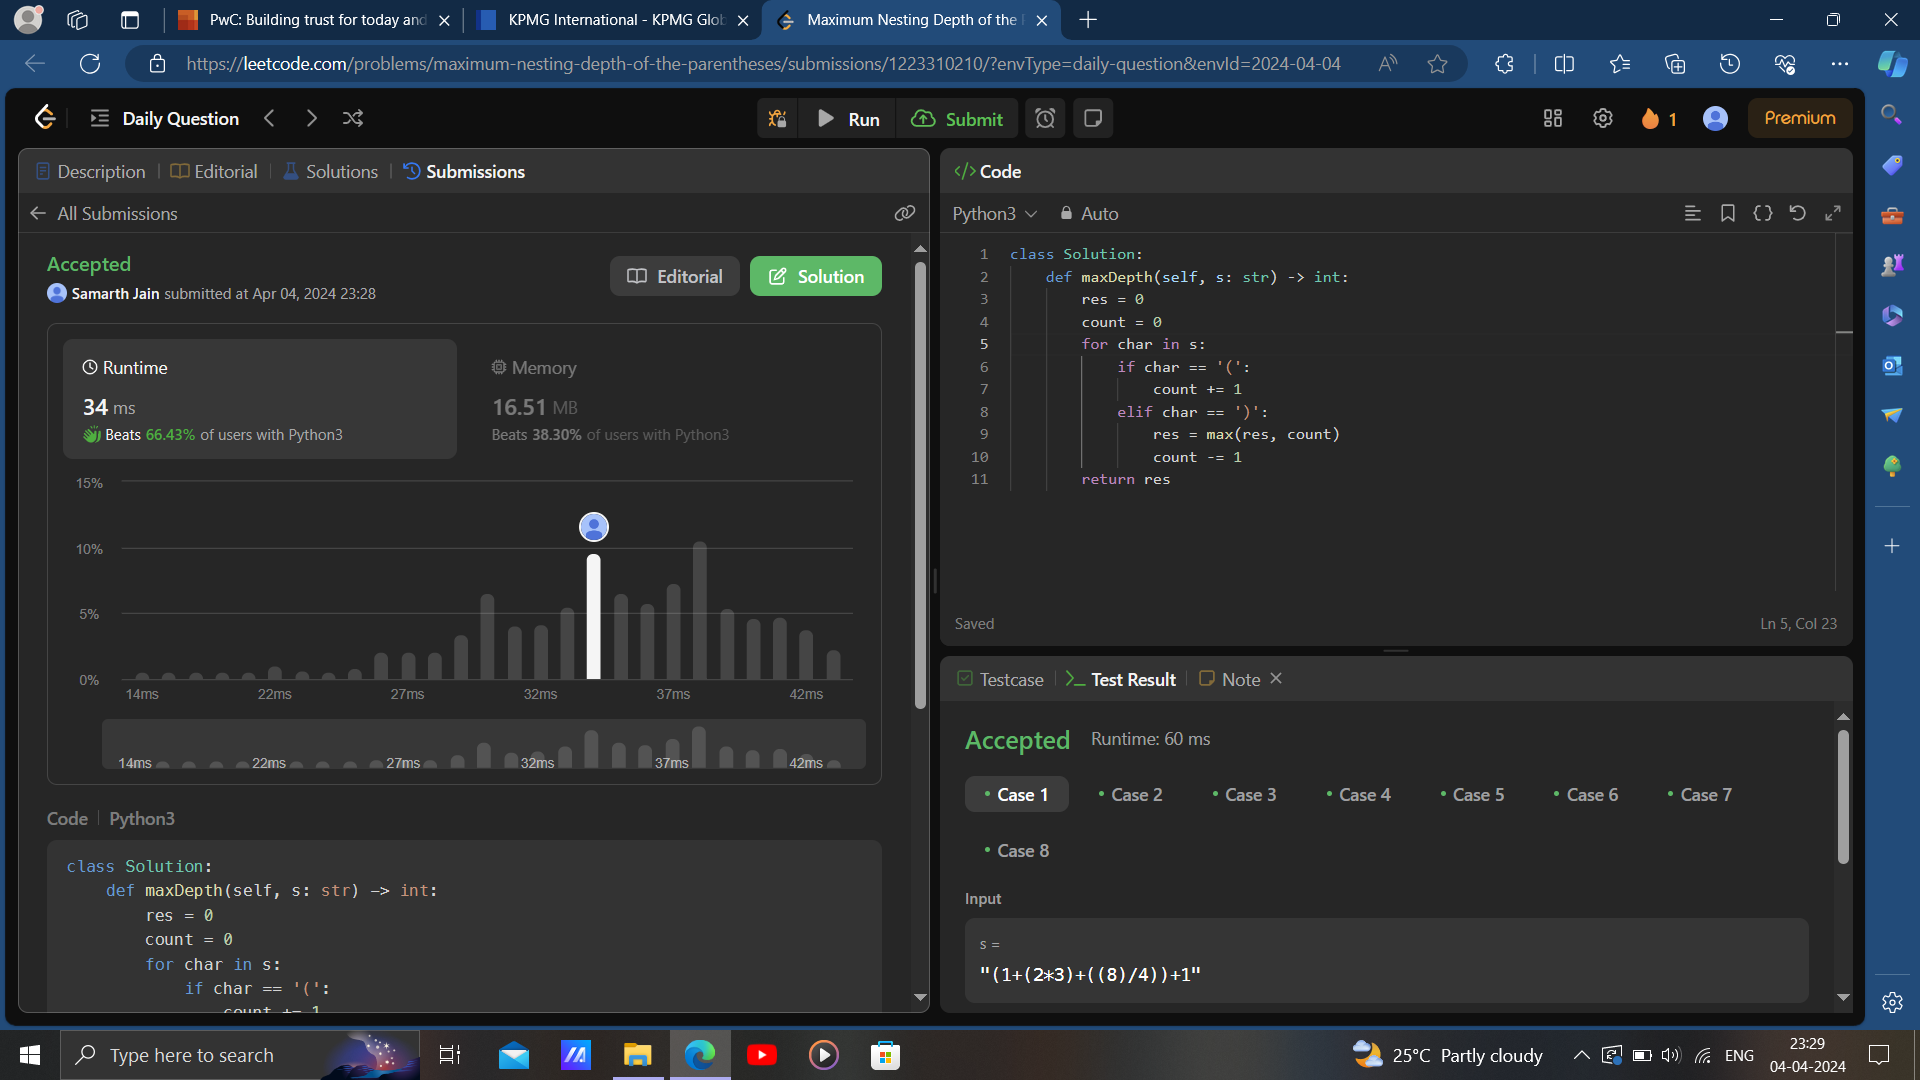 PwC: Building trust for today and
KPMG International - KPMG Glob
Maximum Nesting Depth of the
https://leetcode.com/problems/maximum-nesting-depth-of-the-parentheses/submissions/1223310210/?envType=daily-question&envId=2024-04-04
Daily Question
Run
Submit
1
Premium
Description
Editorial
Solutions
Submissions
All Submissions
Accepted
Samarth Jain submitted at Apr 04, 2024 23:28
Editorial
Solution
Runtime
34 ms
Beats 66.43% of users with Python3
Memory
16.51 MB
Beats 38.30% of users with Python3
15%
10%
5%
0%
14ms 22ms 27ms 32ms 37ms 42ms
14ms 22ms 27ms 32ms 37ms 42ms
Code Python3
class Solution:
def maxDepth(self, s: str) -> int:
res = 0
count = 0
for char in s:
if char == '(':
count += 1
</> Code
Python3 Auto
1 class Solution:
2 def maxDepth(self, s: str) -> int:
3 res = 0
4 count = 0
5 for char in s:
6 if char == '(':
7 count += 1
8 elif char == ')':
9 res = max(res, count)
10 count -= 1
11 return res
Saved
Ln 5, Col 23
Testcase
Test Result
Note
Accepted Runtime: 60 ms
• Case 1 • Case 2 • Case 3 • Case 4 • Case 5 • Case 6 • Case 7
• Case 8
Input
s =
"(1+(2*3)+((8)/4))+1"
Type here to search
25°C Partly cloudy
ENG
23:29
04-04-2024